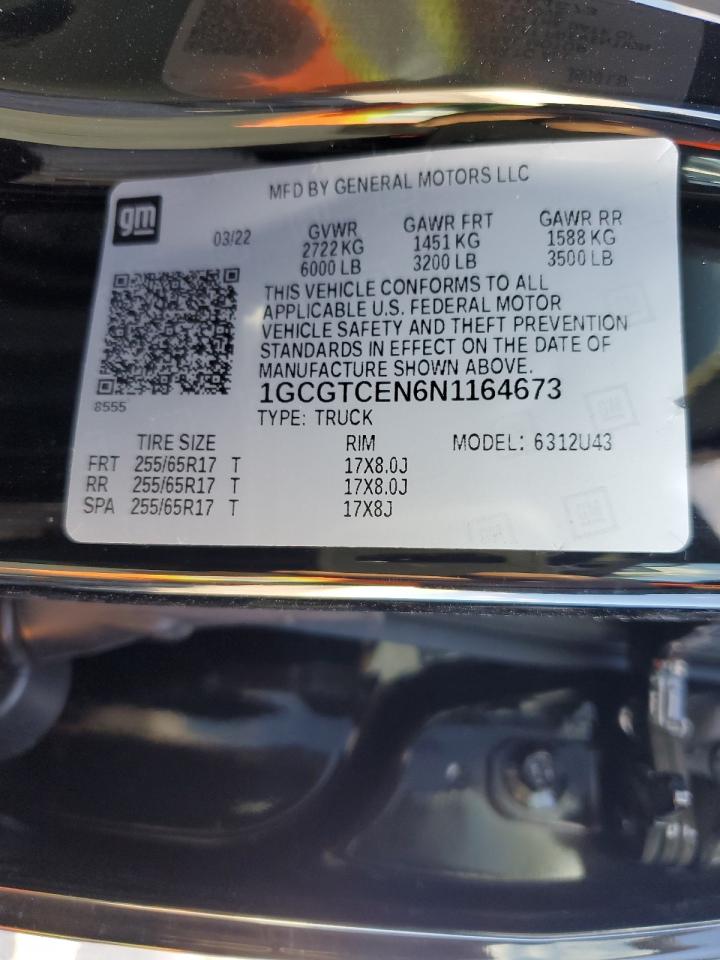 MFD BY GENERAL MOTORS LLC
gm
03/22
GVWR GAWR FRT GAWR RR
2722 KG 1451 KG 1588 KG
6000 LB 3200 LB 3500 LB
THIS VEHICLE CONFORMS TO ALL
APPLICABLE U.S. FEDERAL MOTOR
VEHICLE SAFETY AND THEFT PREVENTION
STANDARDS IN EFFECT ON THE DATE OF
MANUFACTURE SHOWN ABOVE.
1GCGTCEN6N1164673
8555
TYPE: TRUCK
TIRE SIZE RIM MODEL: 6312U43
FRT 255/65R17 T 17X8.0J
RR 255/65R17 T 17X8.0J
SPA 255/65R17 T 17X8J